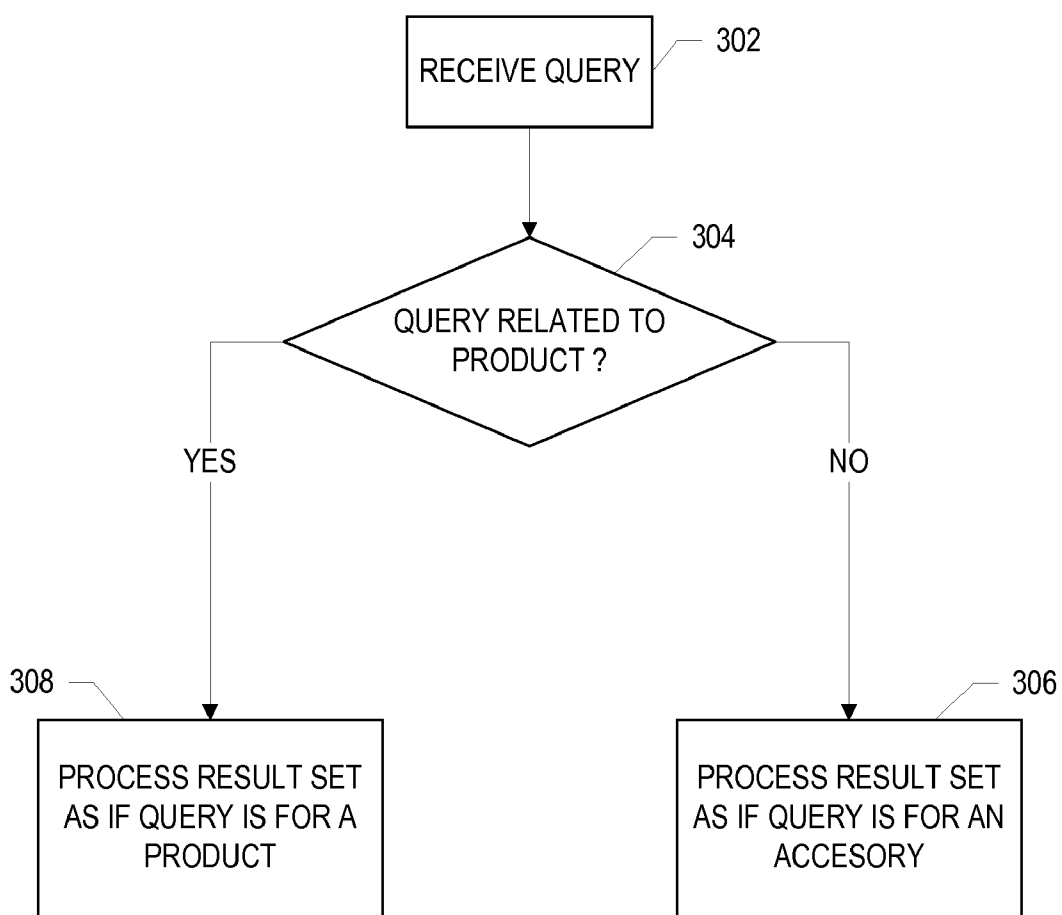 RECEIVE QUERY
302
304
QUERY RELATED TO
PRODUCT ?
YES
NO
308
306
PROCESS RESULT SET
AS IF QUERY IS FOR A
PRODUCT
PROCESS RESULT SET
AS IF QUERY IS FOR AN
ACCESORY